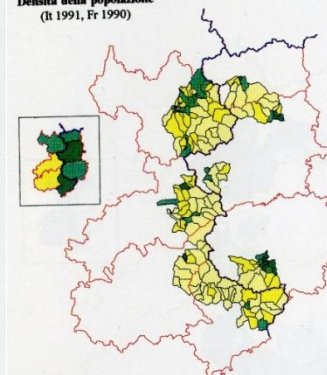 Densità della popolazione
(It 1991, Fr 1990)